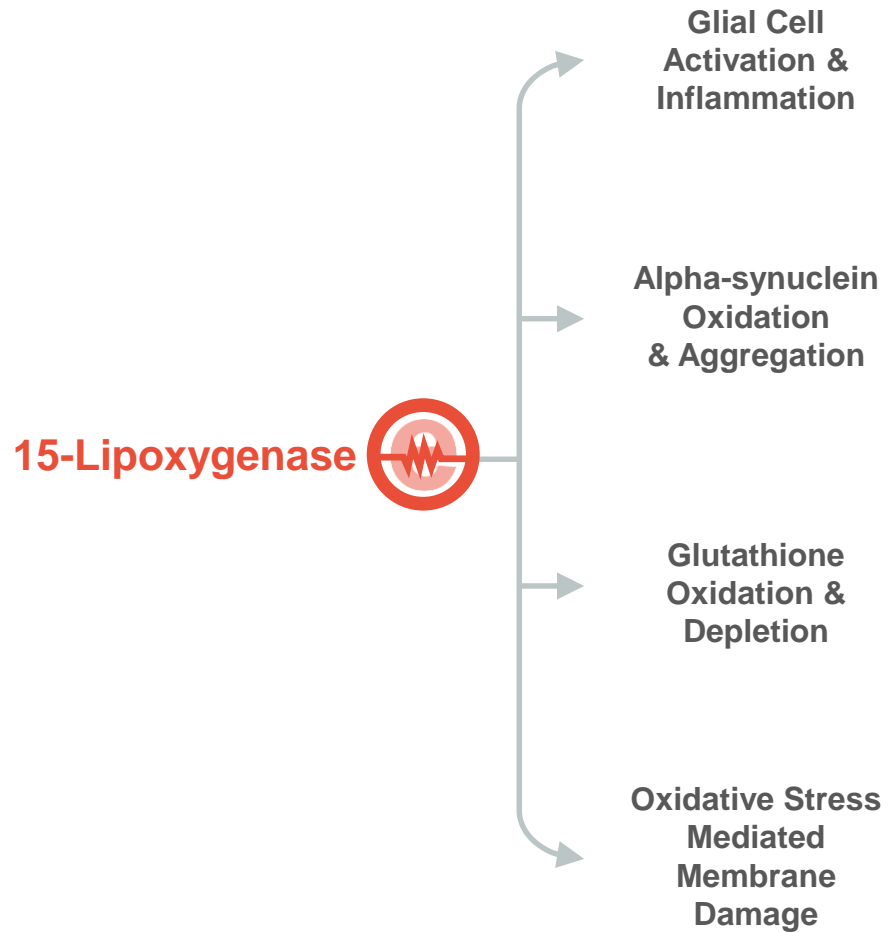 Glial Cell
Activation &
Inflammation
Alpha-synuclein
Oxidation
& Aggregation
15-Lipoxygenase
Glutathione
Oxidation &
Depletion
Oxidative Stress
Mediated
Membrane
Damage